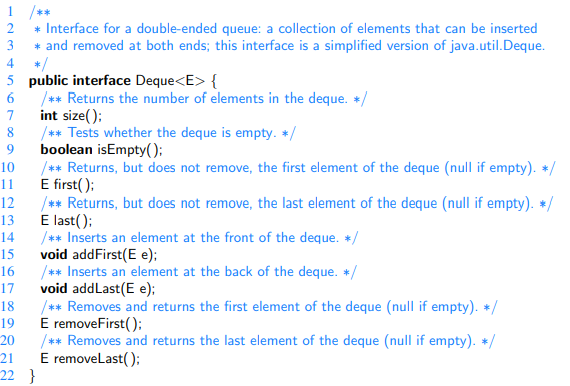 1 /**
2 * Interface for a double-ended queue: a collection of elements that can be inserted
3 * and removed at both ends; this interface is a simplified version of java.util.Deque.
4 */
5 public interface Deque<E> {
6 /** Returns the number of elements in the deque. */
7 int size();
8 /** Tests whether the deque is empty. */
9 boolean isEmpty();
10 /** Returns, but does not remove, the first element of the deque (null if empty). */
11 E first();
12 /** Returns, but does not remove, the last element of the deque (null if empty). */
13 E last();
14 /** Inserts an element at the front of the deque. */
15 void addFirst(E e);
16 /** Inserts an element at the back of the deque. */
17 void addLast(E e);
18 /** Removes and returns the first element of the deque (null if empty). */
19 E removeFirst();
20 /** Removes and returns the last element of the deque (null if empty). */
21 E removeLast();
22 }